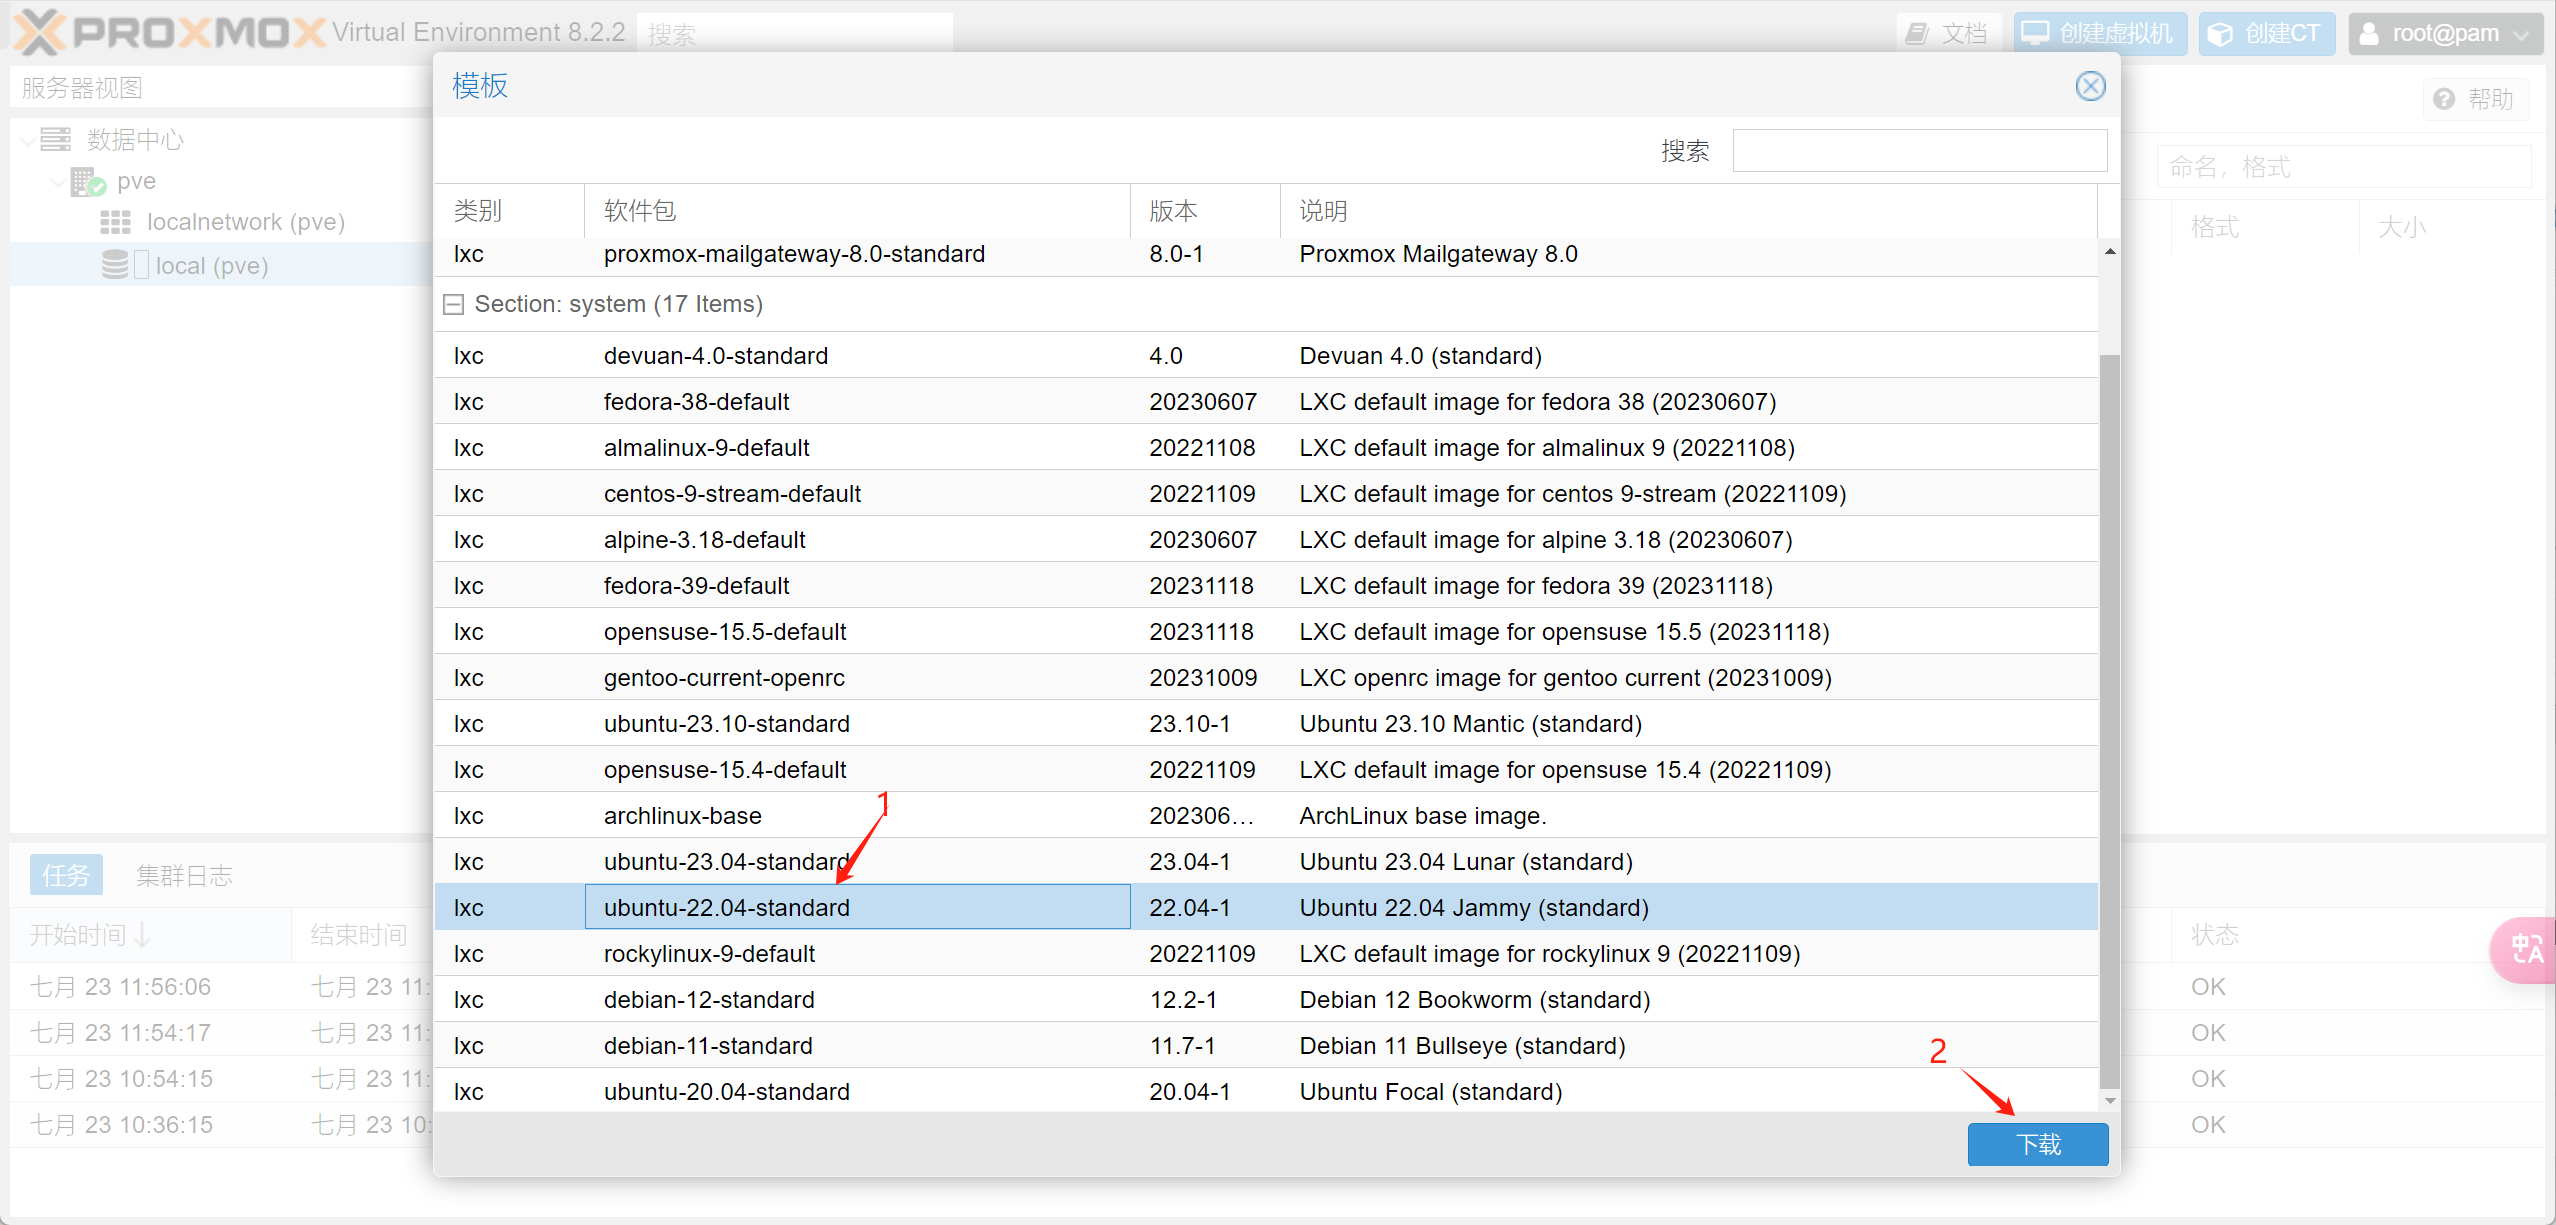 PROXMOX Virtual Environment 8.2.2 搜索 文档 创建虚拟机 创建CT root@pam
服务器视图
数据中心
pve
localnetwork (pve)
local (pve)
帮助
命名, 格式
格式 大小
模板
搜索
类别 软件包 版本 说明
lxc proxmox-mailgateway-8.0-standard 8.0-1 Proxmox Mailgateway 8.0
Section: system (17 Items)
lxc devuan-4.0-standard 4.0 Devuan 4.0 (standard)
lxc fedora-38-default 20230607 LXC default image for fedora 38 (20230607)
lxc almalinux-9-default 20221108 LXC default image for almalinux 9 (20221108)
lxc centos-9-stream-default 20221109 LXC default image for centos 9-stream (20221109)
lxc alpine-3.18-default 20230607 LXC default image for alpine 3.18 (20230607)
lxc fedora-39-default 20231118 LXC default image for fedora 39 (20231118)
lxc opensuse-15.5-default 20231118 LXC default image for opensuse 15.5 (20231118)
lxc gentoo-current-openrc 20231009 LXC openrc image for gentoo current (20231009)
lxc ubuntu-23.10-standard 23.10-1 Ubuntu 23.10 Mantic (standard)
lxc opensuse-15.4-default 20221109 LXC default image for opensuse 15.4 (20221109)
1
lxc archlinux-base 202306… ArchLinux base image.
lxc ubuntu-23.04-standard 23.04-1 Ubuntu 23.04 Lunar (standard)
lxc ubuntu-22.04-standard 22.04-1 Ubuntu 22.04 Jammy (standard)
lxc rockylinux-9-default 20221109 LXC default image for rockylinux 9 (20221109)
lxc debian-12-standard 12.2-1 Debian 12 Bookworm (standard)
lxc debian-11-standard 11.7-1 Debian 11 Bullseye (standard)
2
lxc ubuntu-20.04-standard 20.04-1 Ubuntu Focal (standard)
下载
任务 集群日志
开始时间 结束时间 状态
七月 23 11:56:06 七月 23 11: OK
七月 23 11:54:17 七月 23 11: OK
七月 23 10:54:15 七月 23 11: OK
七月 23 10:36:15 七月 23 10: OK
中A